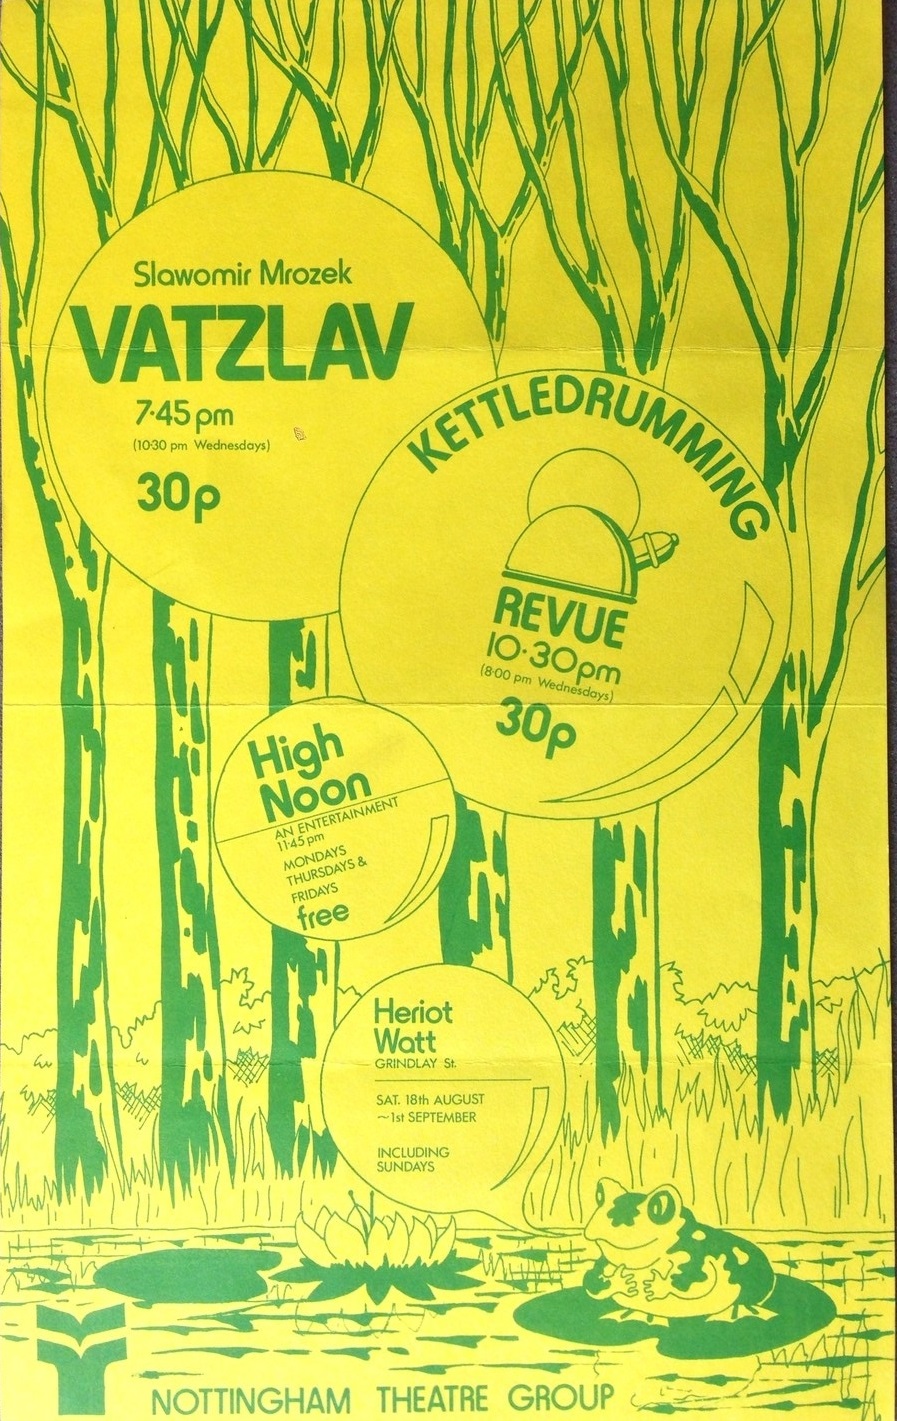 Slawomir Mrozek
VATZLAV
7·45 pm
(10·30 pm Wednesdays)
30p
KETTLEDRUMMING
REVUE
10·30pm
(8·00 pm Wednesdays)
30p
High
Noon
AN ENTERTAINMENT
11·45 pm
MONDAYS
THURSDAYS &
FRIDAYS
free
Heriot
Watt
GRINDLAY St.
SAT. 18th AUGUST
~1st SEPTEMBER
INCLUDING
SUNDAYS
NOTTINGHAM THEATRE GROUP